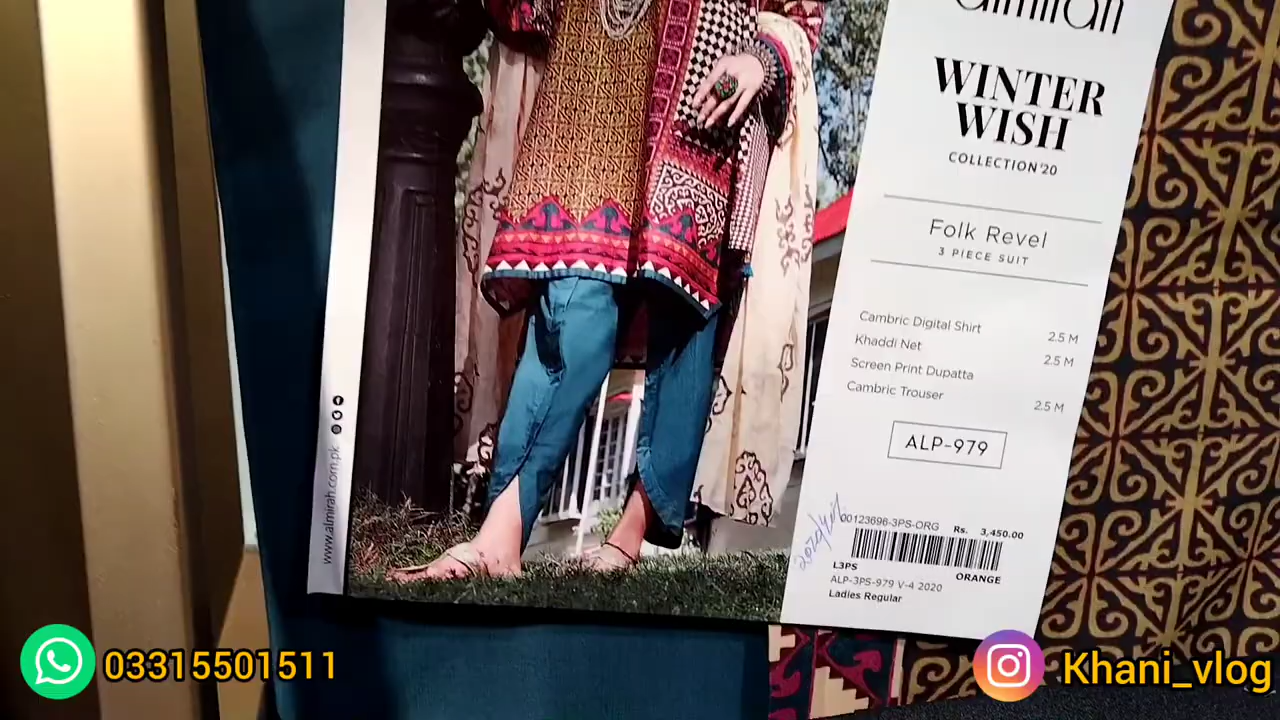 almirah
WINTER
WISH
COLLECTION'20
Folk Revel
3 PIECE SUIT
Cambric Digital Shirt 2.5 M
Khaddi Net 2.5 M
Screen Print Dupatta
Cambric Trouser 2.5 M
ALP-979
00123696-3PS-ORG Rs. 3,450.00
L3PS ORANGE
ALP-3PS-979 V-4 2020
Ladies Regular
www.almirah.com.pk
03315501511
Khani_vlog